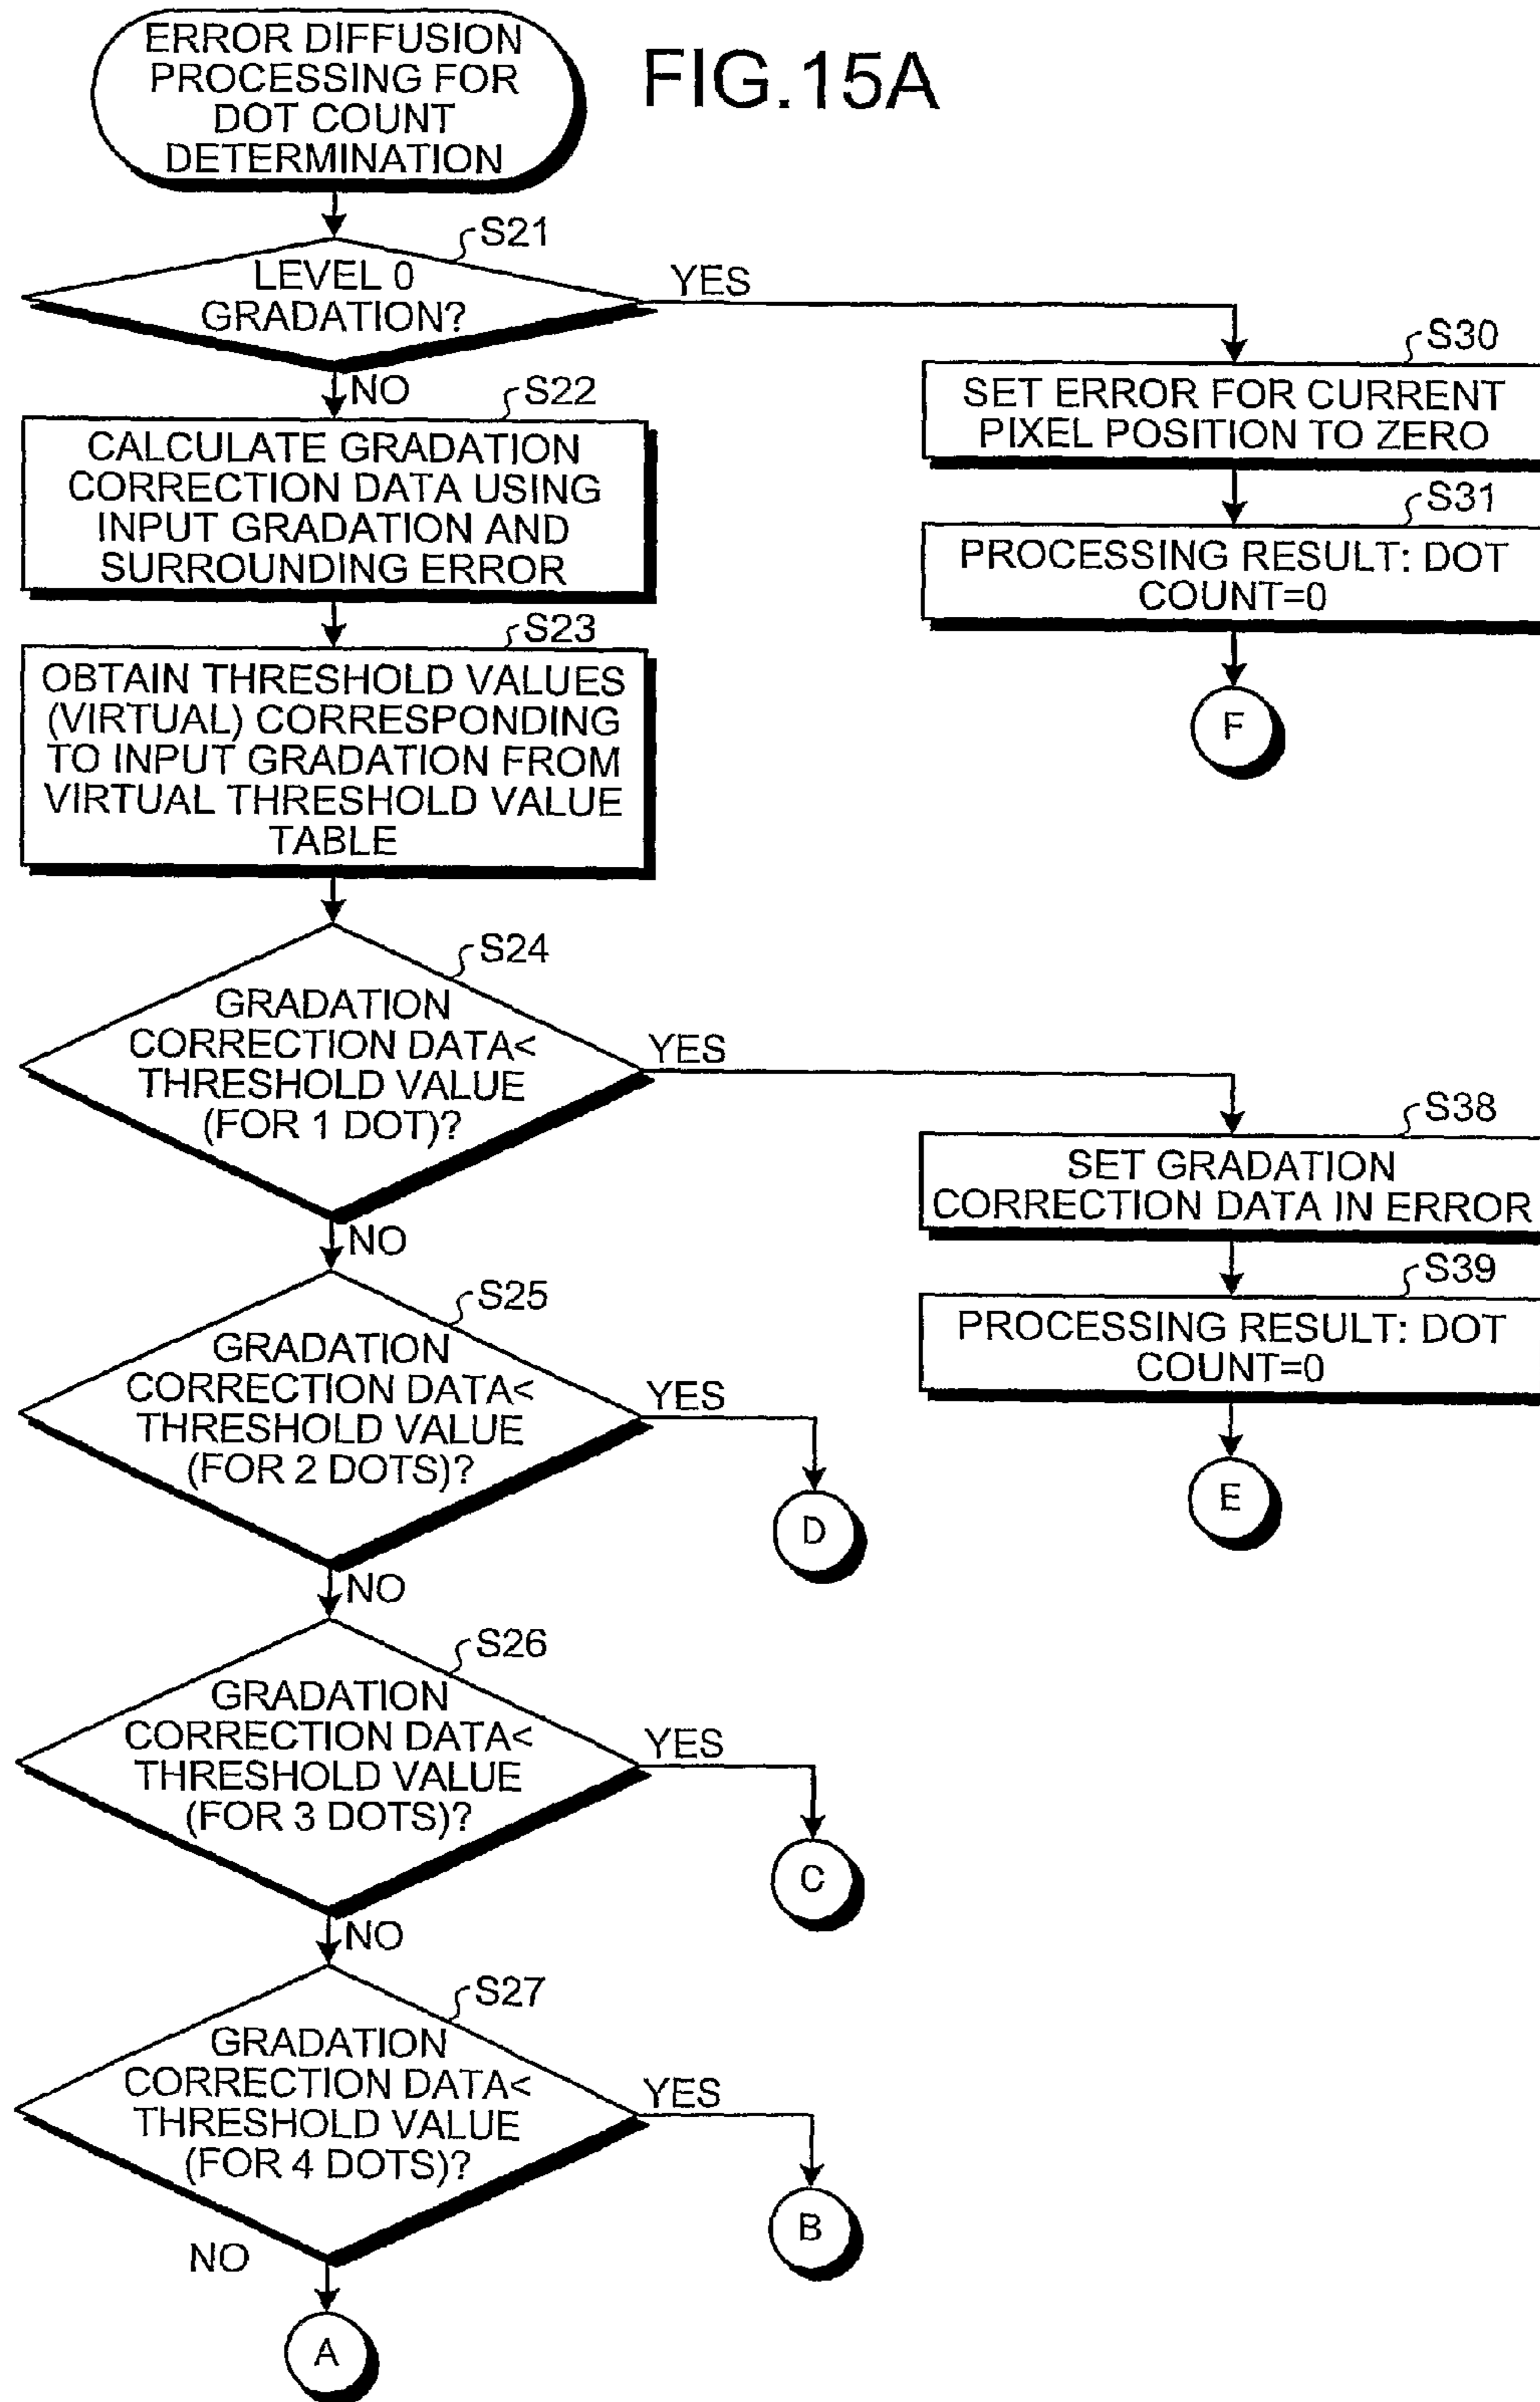 ERROR DIFFUSION
PROCESSING FOR
DOT COUNT
DETERMINATION
FIG.15A
S21
LEVEL 0
GRADATION?
YES
NO
S30
SET ERROR FOR CURRENT
PIXEL POSITION TO ZERO
S31
PROCESSING RESULT: DOT
COUNT=0
F
S22
CALCULATE GRADATION
CORRECTION DATA USING
INPUT GRADATION AND
SURROUNDING ERROR
S23
OBTAIN THRESHOLD VALUES
(VIRTUAL) CORRESPONDING
TO INPUT GRADATION FROM
VIRTUAL THRESHOLD VALUE
TABLE
S24
GRADATION
CORRECTION DATA<
THRESHOLD VALUE
(FOR 1 DOT)?
YES
NO
S38
SET GRADATION
CORRECTION DATA IN ERROR
S39
PROCESSING RESULT: DOT
COUNT=0
E
S25
GRADATION
CORRECTION DATA<
THRESHOLD VALUE
(FOR 2 DOTS)?
YES
D
NO
S26
GRADATION
CORRECTION DATA<
THRESHOLD VALUE
(FOR 3 DOTS)?
YES
C
NO
S27
GRADATION
CORRECTION DATA<
THRESHOLD VALUE
(FOR 4 DOTS)?
YES
B
NO
A